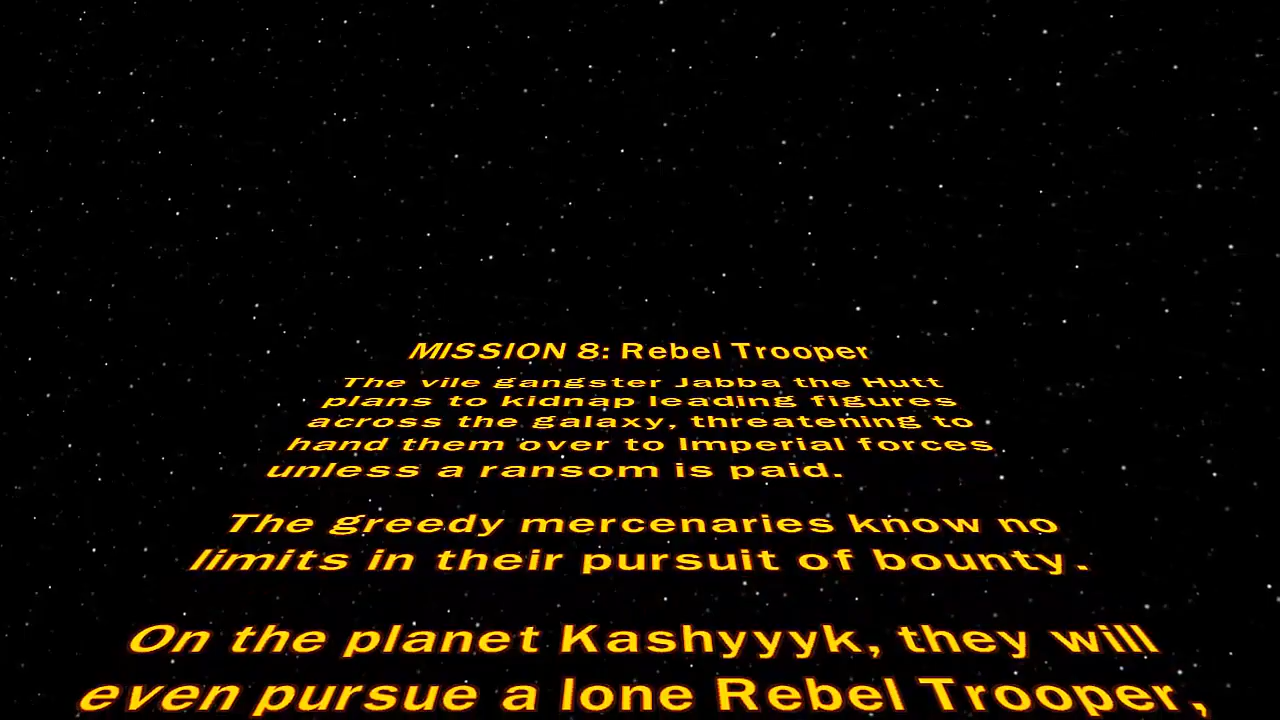 MISSION 8: Rebel Trooper
The vile gangster Jabba the Hutt
plans to kidnap leading figures
across the galaxy, threatening to
hand them over to Imperial forces
unless a ransom is paid.
The greedy mercenaries know no
limits in their pursuit of bounty.
On the planet Kashyyyk, they will
even pursue a lone Rebel Trooper,